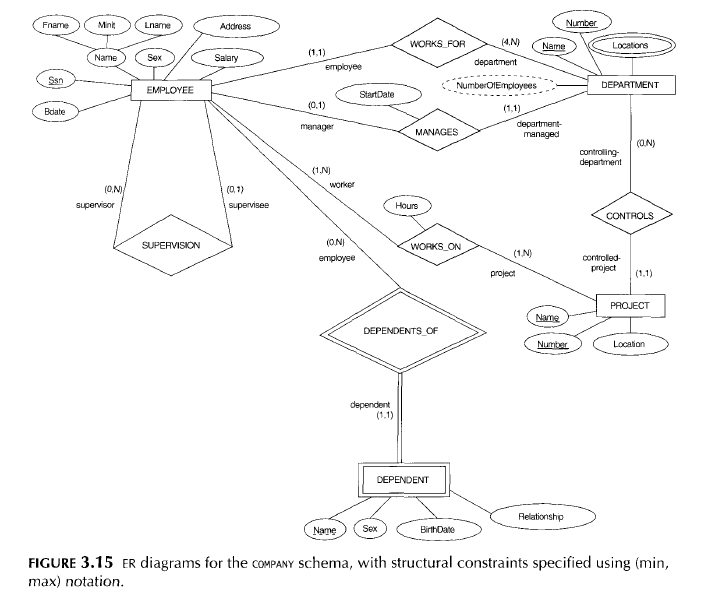 Fname
Minit
Lname
Address
Number
Name
Sex
Salary
(1,1)
WORKS_FOR
(4,N)
Name
Locations
employee
department
Ssn
EMPLOYEE
StartDate
NumberOfEmployees
DEPARTMENT
Bdate
(0,1)
manager
MANAGES
(1,1)
department-
managed
controlling-
department
(0,N)
(1,N)
worker
(0,N)
supervisor
(0,1)
supervisee
Hours
CONTROLS
SUPERVISION
(0,N)
employee
WORKS_ON
(1,N)
project
controlled-
project
(1,1)
PROJECT
Name
Number
Location
DEPENDENTS_OF
dependent
(1,1)
DEPENDENT
Name
Sex
BirthDate
Relationship
FIGURE 3.15 ER diagrams for the COMPANY schema, with structural constraints specified using (min,
max) notation.